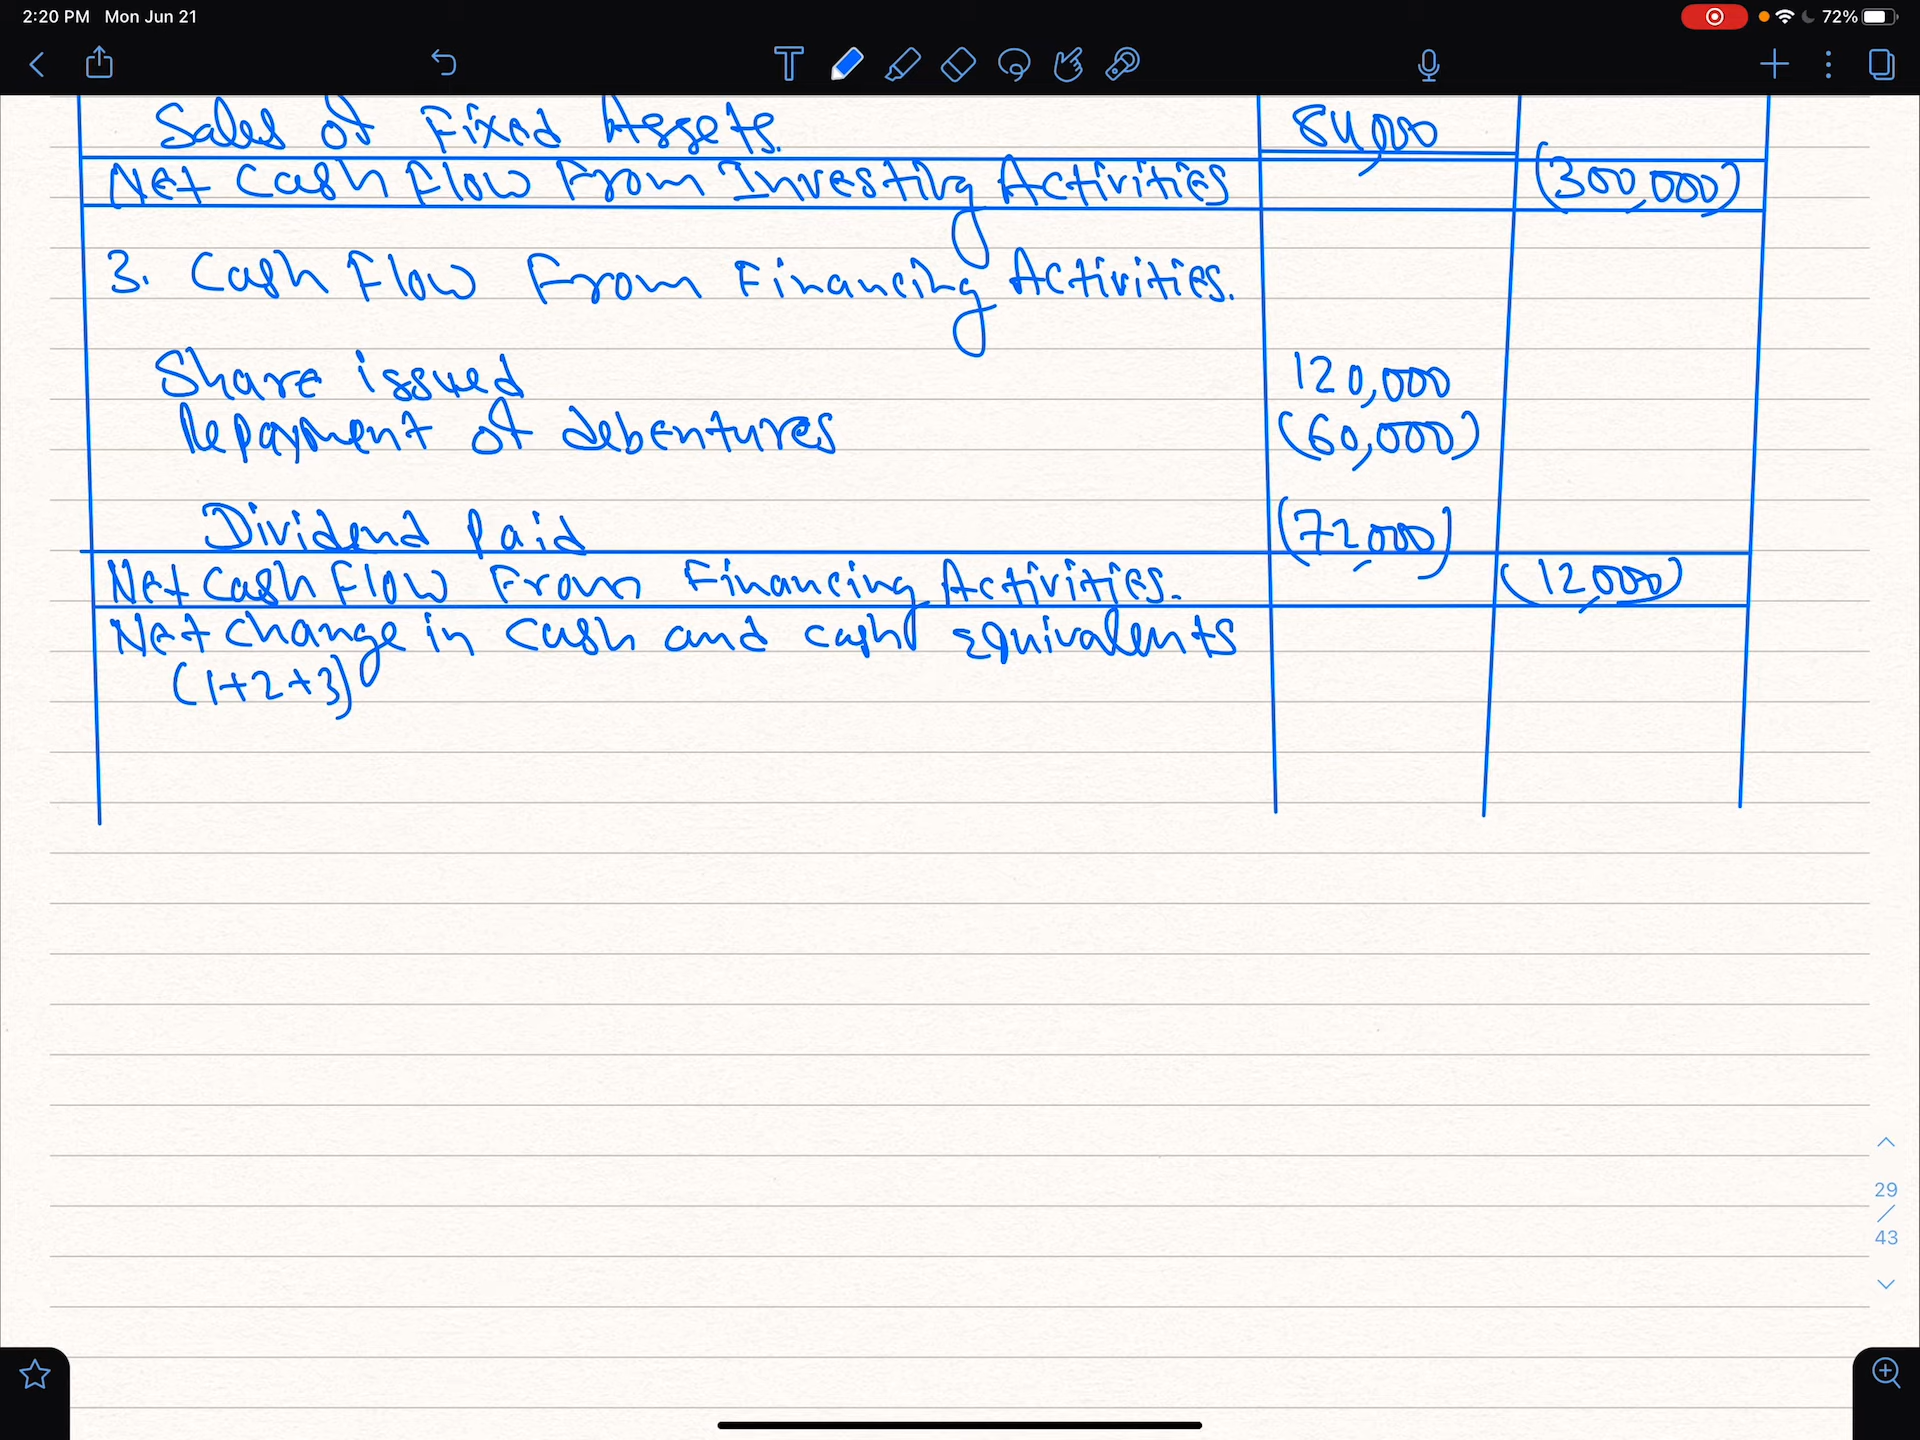 2:20 PM Mon Jun 21
72%
Sales of Fixed Assets. 84,000
Net Cash Flow From Investing Activities (300,000)
3. Cash Flow From Financing Activities.
Share issued 120,000
Repayment of debentures (60,000)
Dividend Paid (72,000)
Net Cash Flow From Financing Activities. (12,000)
Net change in cash and cash equivalents
(1+2+3)
29
/
43